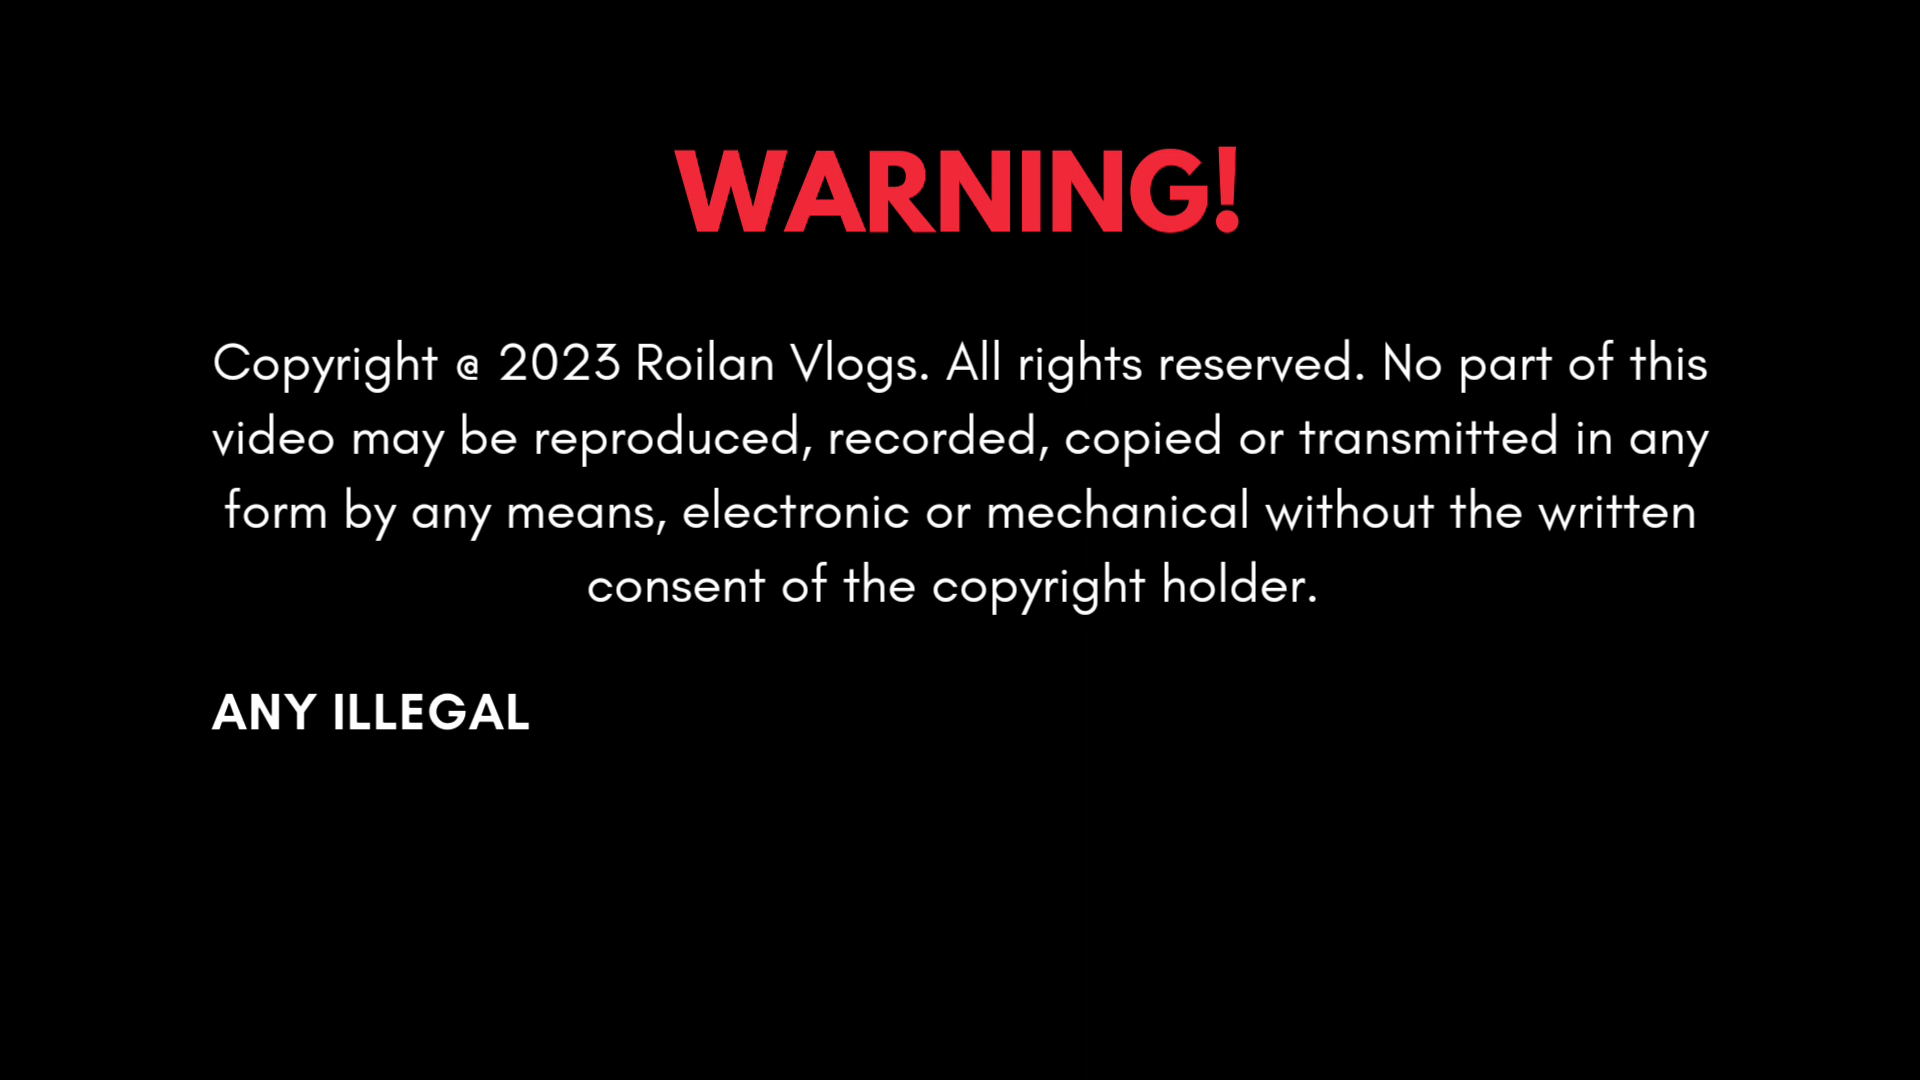 WARNING!
Copyright @ 2023 Roilan Vlogs. All rights reserved. No part of this
video may be reproduced, recorded, copied or transmitted in any
form by any means, electronic or mechanical without the written
consent of the copyright holder.
ANY ILLEGAL